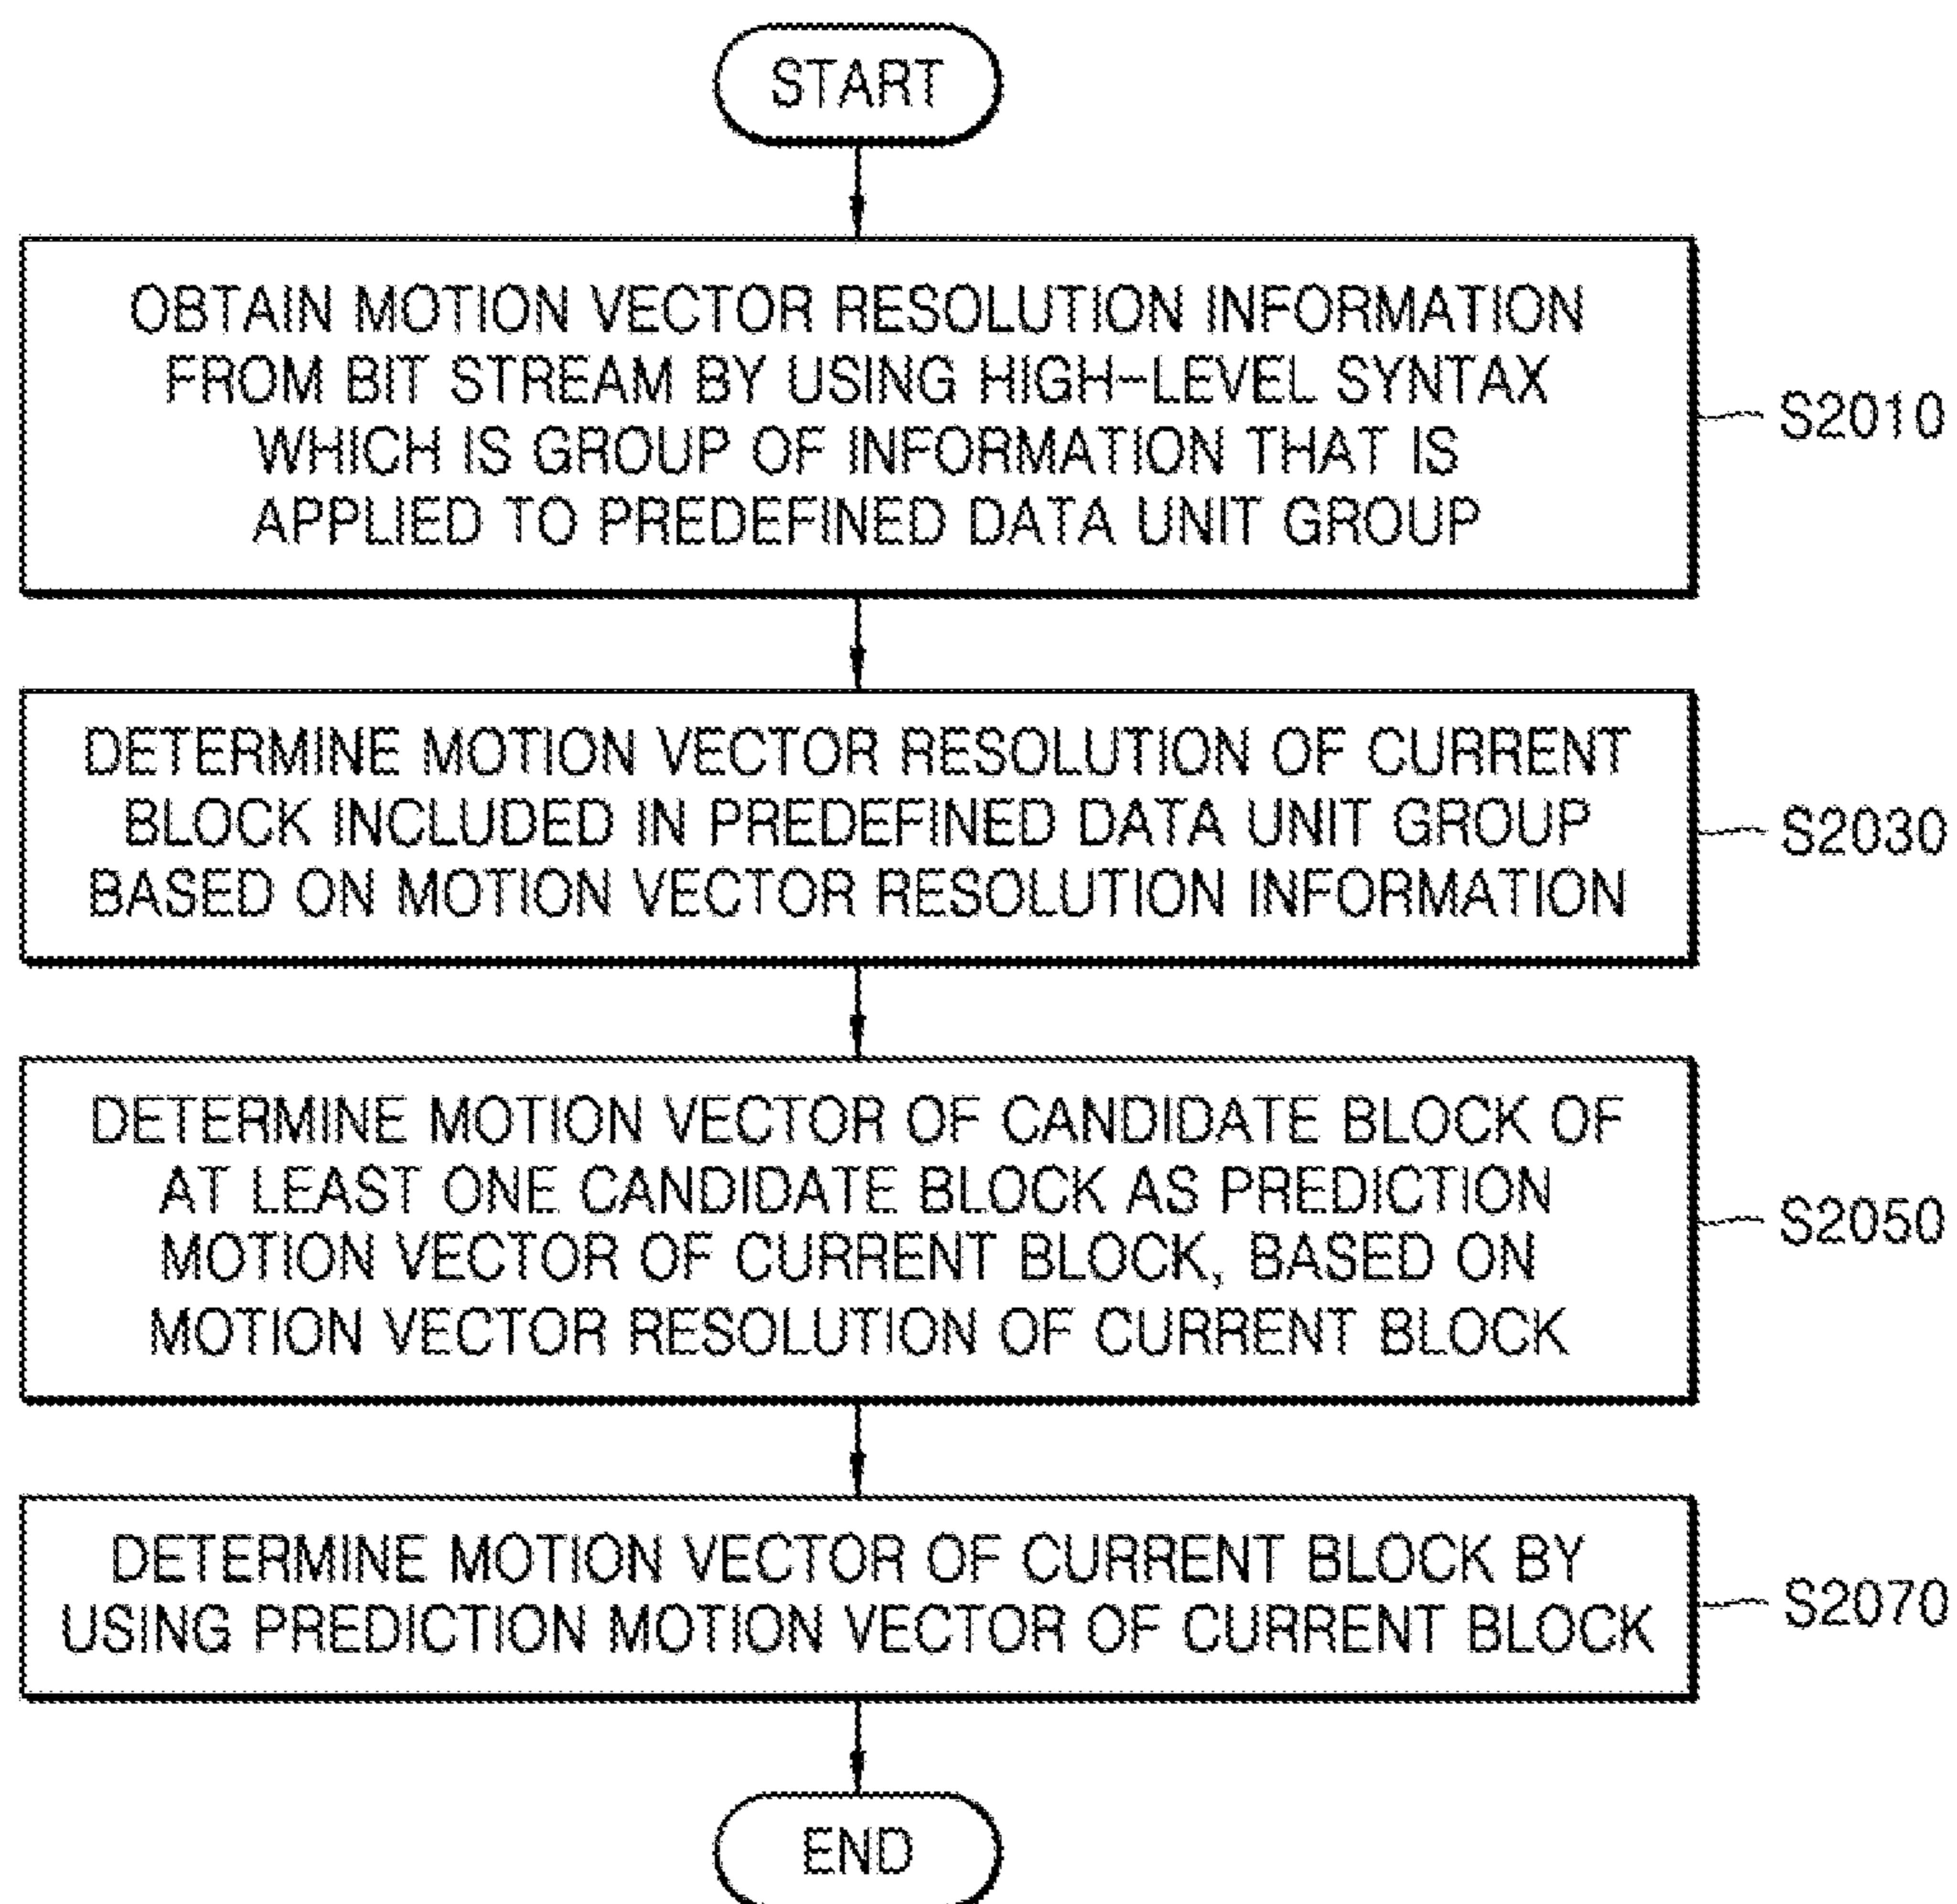 START
OBTAIN MOTION VECTOR RESOLUTION INFORMATION
FROM BIT STREAM BY USING HIGH-LEVEL SYNTAX
WHICH IS GROUP OF INFORMATION THAT IS
APPLIED TO PREDEFINED DATA UNIT GROUP
S2010
DETERMINE MOTION VECTOR RESOLUTION OF CURRENT
BLOCK INCLUDED IN PREDEFINED DATA UNIT GROUP
BASED ON MOTION VECTOR RESOLUTION INFORMATION
S2030
DETERMINE MOTION VECTOR OF CANDIDATE BLOCK OF
AT LEAST ONE CANDIDATE BLOCK AS PREDICTION
MOTION VECTOR OF CURRENT BLOCK, BASED ON
MOTION VECTOR RESOLUTION OF CURRENT BLOCK
S2050
DETERMINE MOTION VECTOR OF CURRENT BLOCK BY
USING PREDICTION MOTION VECTOR OF CURRENT BLOCK
S2070
END